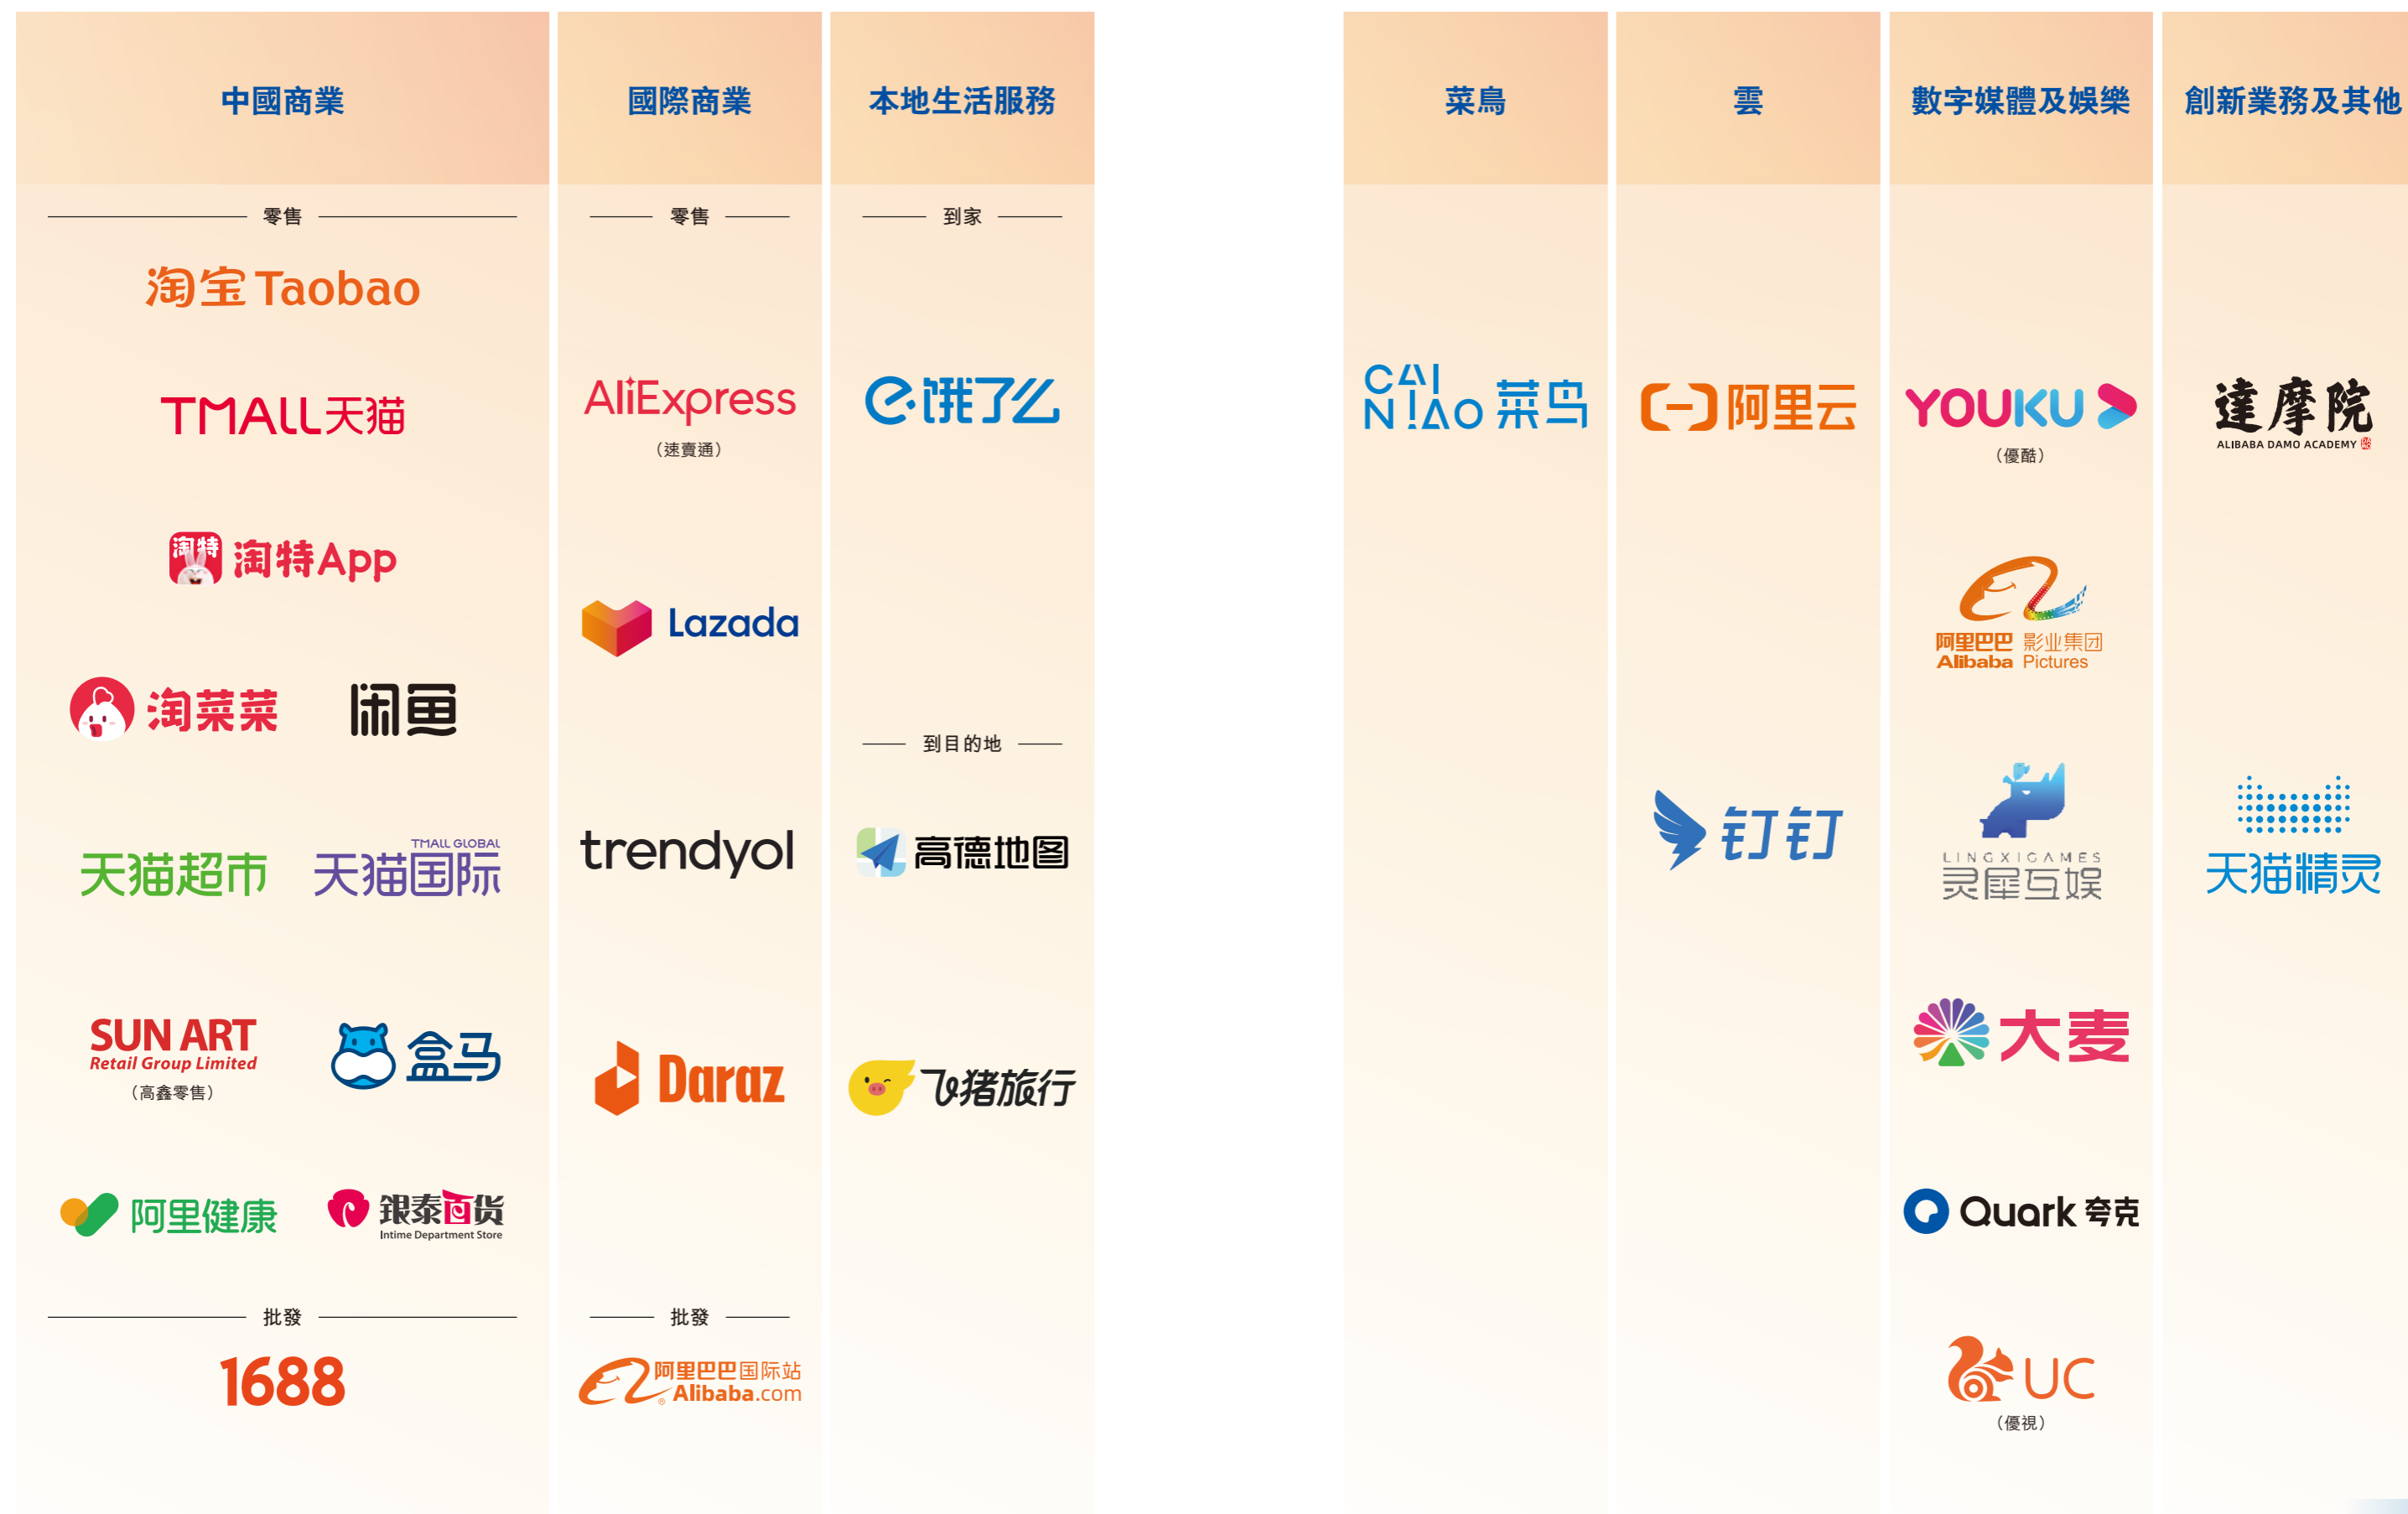 中國商業
零售
淘宝 Taobao
TMALL 天猫
淘特
淘特App
淘菜菜
闲鱼
天猫超市
TMALL GLOBAL
天猫国际
SUN ART
Retail Group Limited
（高鑫零售）
盒马
阿里健康
银泰百货
Intime Department Store
批發
1688
國際商業
零售
AliExpress
（速賣通）
Lazada
trendyol
Daraz
批發
阿里巴巴国际站
®
Alibaba.com
本地生活服務
到家
饿了么
到目的地
高德地图
飞猪旅行
菜鳥
CAI
NIAO
菜鸟
雲
阿里云
钉钉
數字媒體及娛樂
YOUKU
（優酷）
阿里巴巴 影业集团
Alibaba Pictures
LINGXIGAMES
灵犀互娱
大麦
Quark 夸克
UC
（優視）
創新業務及其他
達摩院
ALIBABA DAMO ACADEMY
天猫精灵